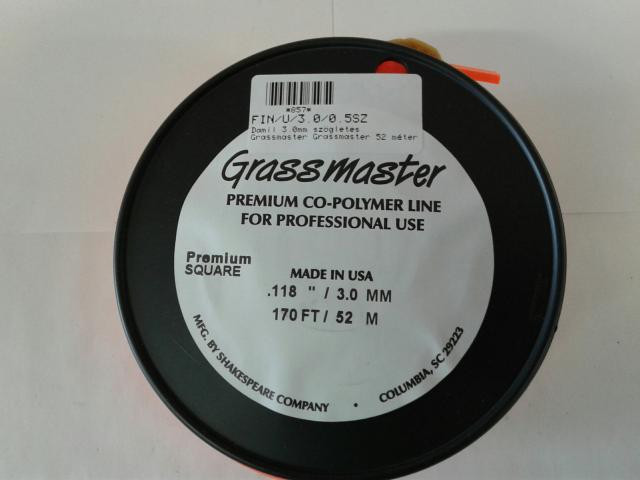 *857*
FIN/U/3.0/0.5SZ
Damil 3.0mm szögletes
Grassmaster Grassmaster 52 méter
Grassmaster
PREMIUM CO-POLYMER LINE
FOR PROFESSIONAL USE
Premium
SQUARE
MADE IN USA
.118 " / 3.0 MM
170 FT / 52 M
MFG. BY SHAKESPEARE COMPANY • COLUMBIA, SC 29223